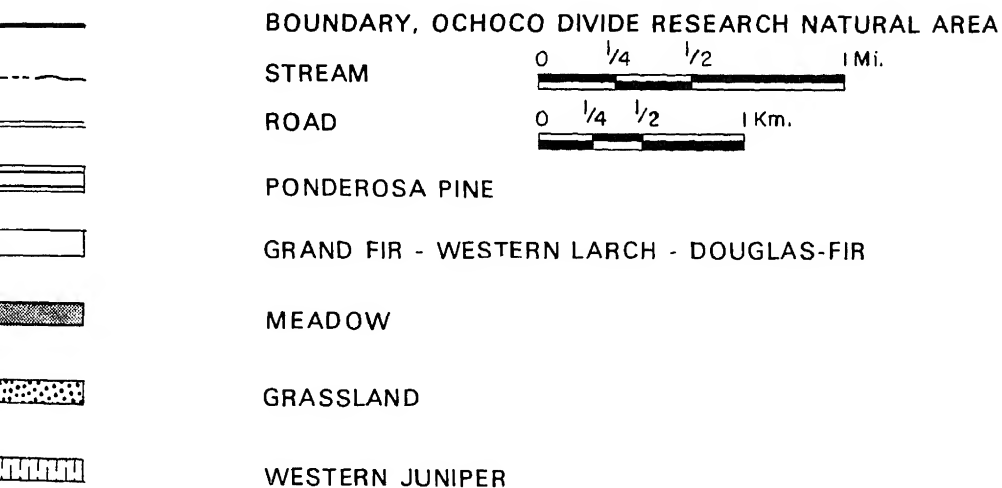 BOUNDARY, OCHOCO DIVIDE RESEARCH NATURAL AREA
STREAM
0 1/4 1/2 1 Mi.
ROAD
0 1/4 1/2 1 Km.
PONDEROSA PINE
GRAND FIR - WESTERN LARCH - DOUGLAS-FIR
MEADOW
GRASSLAND
WESTERN JUNIPER